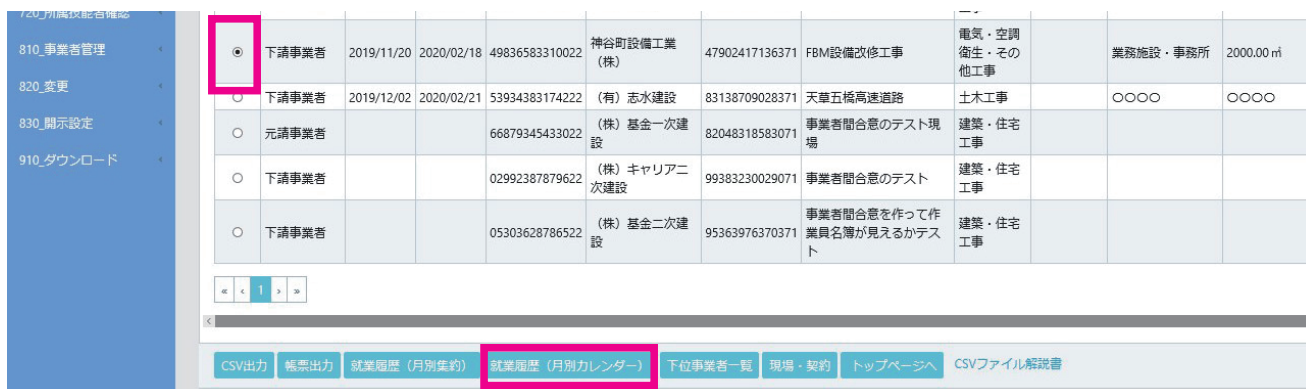 720_所属技能者確認
810_事業者管理
820_変更
830_開示設定
910_ダウンロード
下請事業者 2019/11/20 2020/02/18 49836583310022 神谷町設備工業 47902417136371 FBM設備改修工事 電気・空調 業務施設・事務所 2000.00㎡
（株） 衛生・その
他工事
下請事業者 2019/12/02 2020/02/21 53934383174222 （有）志水建設 83138709028371 天草五橋高速道路 土木工事 〇〇〇〇 〇〇〇〇
元請事業者 66879345433022 （株）基金一次建 82048318583071 事業者間合意のテスト現 建築・住宅
設 場 工事
下請事業者 02992387879622 （株）キャリアニ 99383230029071 事業者間合意のテスト 建築・住宅
次建設 工事
下請事業者 05303628786522 （株）基金二次建 95363976370371 事業者間合意を作って作 建築・住宅
設 業員名簿が見えるかテス 工事
ト
« ‹ 1 › »
CSV出力 帳票出力 就業履歴（月別集約） 就業履歴（月別カレンダー） 下位事業者一覧 現場・契約 トップページへ CSVファイル解説書